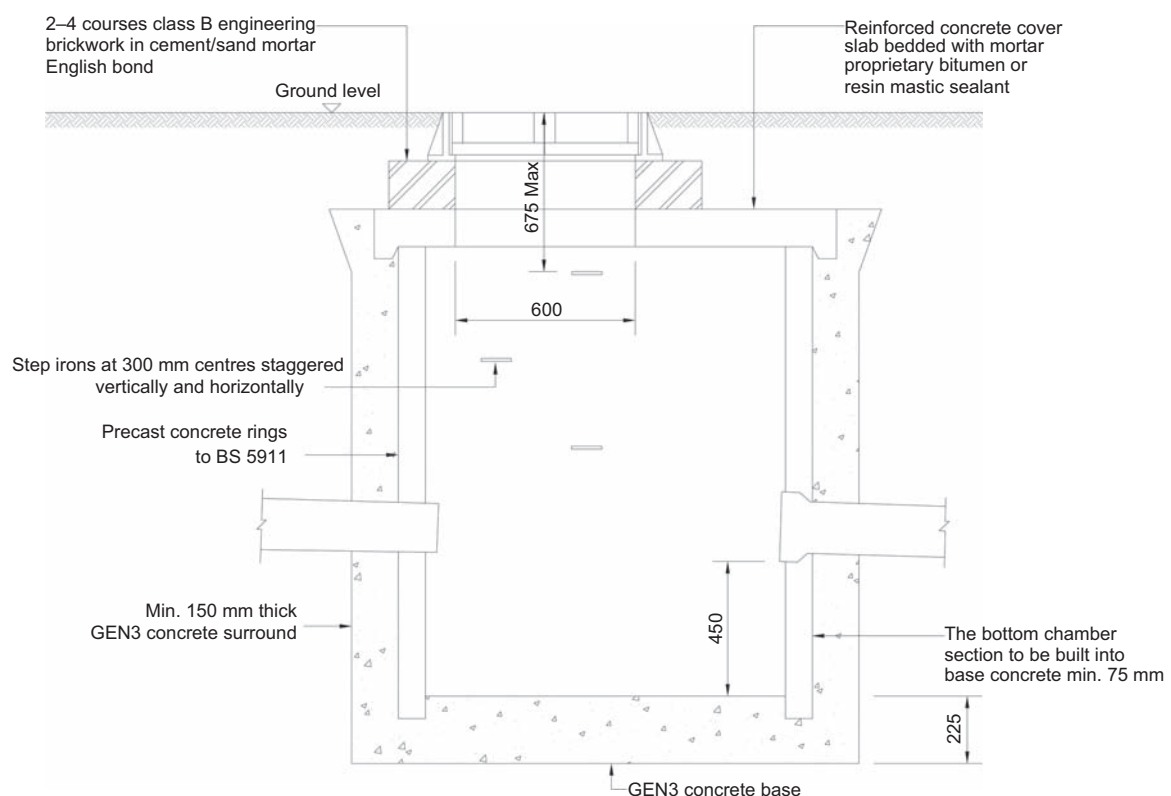 2–4 courses class B engineering
brickwork in cement/sand mortar
English bond
Reinforced concrete cover
slab bedded with mortar
proprietary bitumen or
resin mastic sealant
Ground level
675 Max
600
Step irons at 300 mm centres staggered
vertically and horizontally
Precast concrete rings
to BS 5911
Min. 150 mm thick
GEN3 concrete surround
450
The bottom chamber
section to be built into
base concrete min. 75 mm
225
GEN3 concrete base